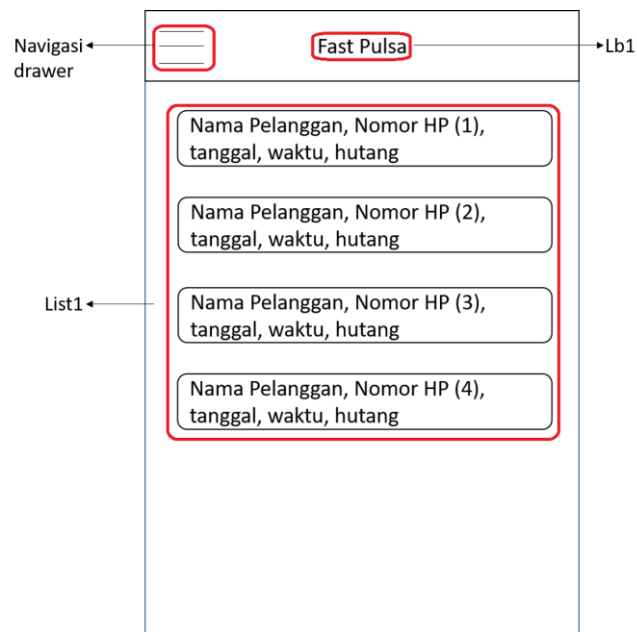 Navigasi
drawer
Fast Pulsa
Lb1
Nama Pelanggan, Nomor HP (1),
tanggal, waktu, hutang
Nama Pelanggan, Nomor HP (2),
tanggal, waktu, hutang
List1
Nama Pelanggan, Nomor HP (3),
tanggal, waktu, hutang
Nama Pelanggan, Nomor HP (4),
tanggal, waktu, hutang